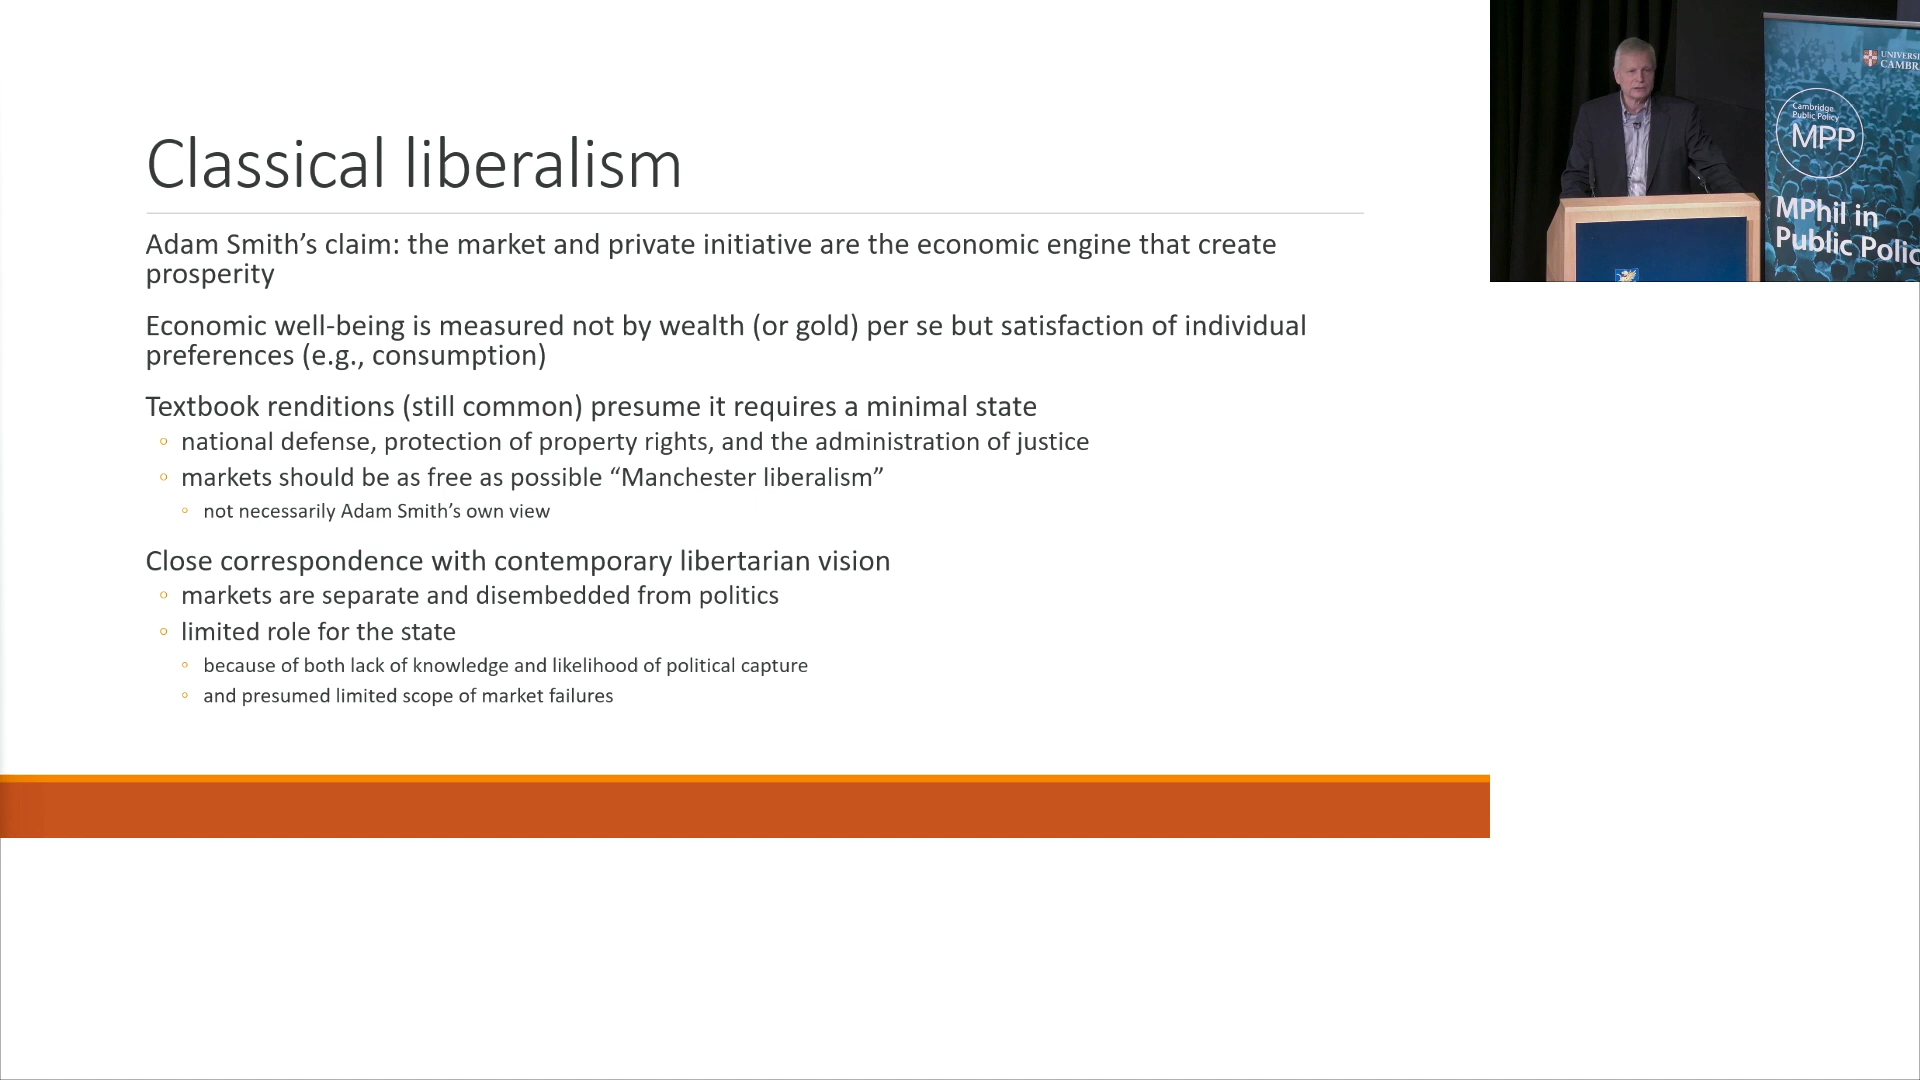 Classical liberalism
Adam Smith’s claim: the market and private initiative are the economic engine that create
prosperity
Economic well-being is measured not by wealth (or gold) per se but satisfaction of individual
preferences (e.g., consumption)
Textbook renditions (still common) presume it requires a minimal state
◦ national defense, protection of property rights, and the administration of justice
◦ markets should be as free as possible “Manchester liberalism”
◦ not necessarily Adam Smith’s own view
Close correspondence with contemporary libertarian vision
◦ markets are separate and disembedded from politics
◦ limited role for the state
◦ because of both lack of knowledge and likelihood of political capture
◦ and presumed limited scope of market failures
UNIVERSI
CAMBR
Cambridge
Public Policy
MPP
MPhil in
Public Polic